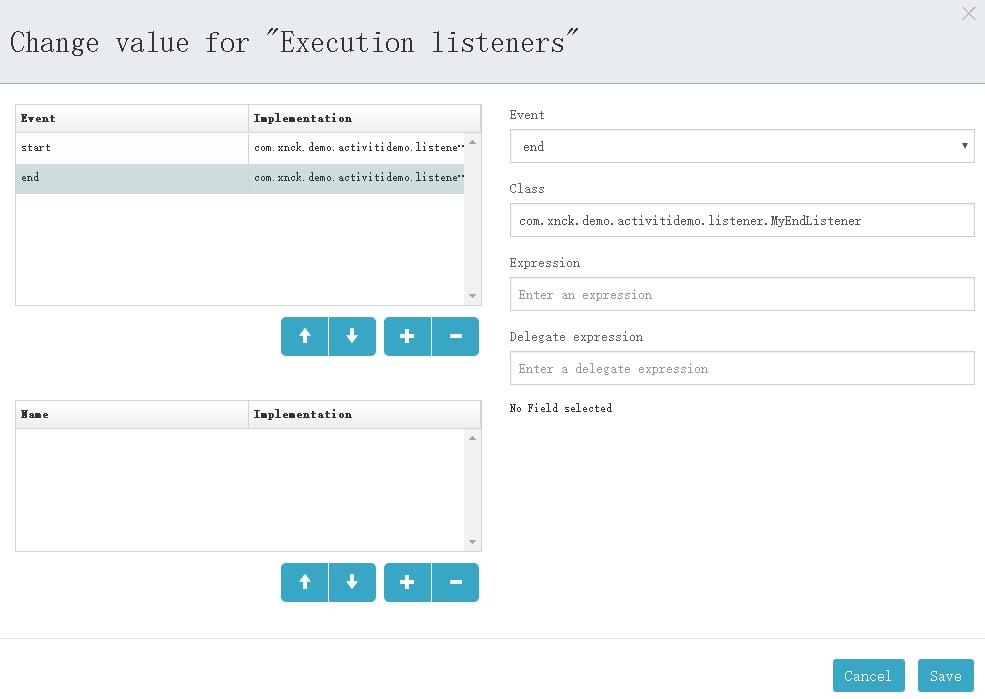 Change value for "Execution listeners"
Event Implementation
start com.xnck.demo.activitidemo.listene…
end com.xnck.demo.activitidemo.listene…
Name Implementation
Event
end
Class
com.xnck.demo.activitidemo.listener.MyEndListener
Expression
Enter an expression
Delegate expression
Enter a delegate expression
No Field selected
Cancel Save